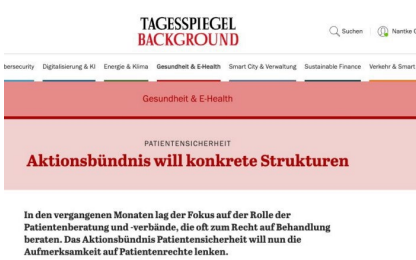 TAGESSPIEGEL
BACKGROUND
Suchen
bersecurity Digitalisierung & KI Energie & Klima Gesundheit & E-Health Smart City & Verwaltung Sustainable Finance Verkehr & Smart
Gesundheit & E-Health
PATIENTENSICHERHEIT
Aktionsbündnis will konkrete Strukturen
In den vergangenen Monaten lag der Fokus auf der Rolle der
Patientenberatung und -verbände, die oft zum Recht auf Behandlung
beraten. Das Aktionsbündnis Patientensicherheit will nun die
Aufmerksamkeit auf Patientenrechte lenken.